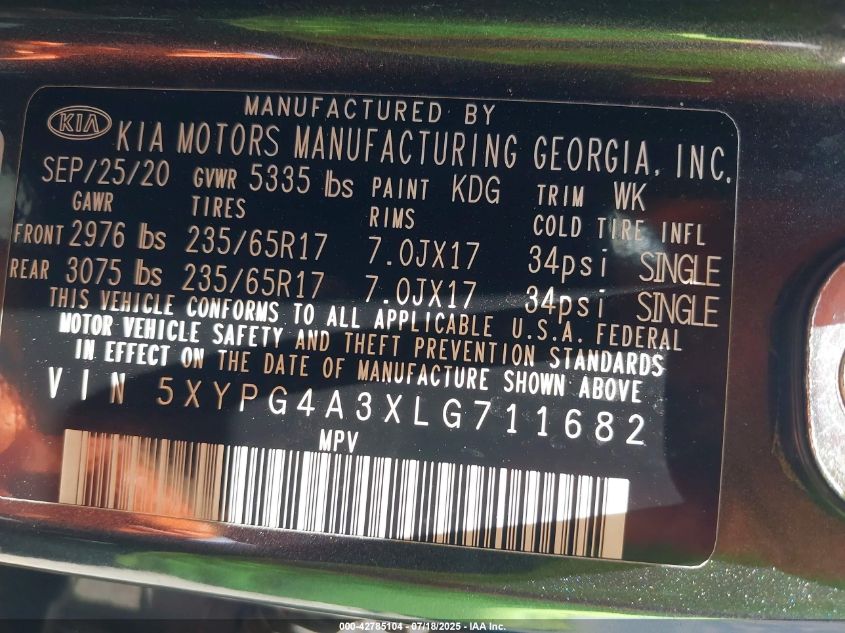 MANUFACTURED BY
KIA KIA MOTORS MANUFACTURING GEORGIA, INC.
SEP/25/20 GVWR 5335 lbs PAINT KDG TRIM WK
GAWR TIRES RIMS COLD TIRE INFL
FRONT 2976 lbs 235/65R17 7.0JX17 34psi SINGLE
REAR 3075 lbs 235/65R17 7.0JX17 34psi SINGLE
THIS VEHICLE CONFORMS TO ALL APPLICABLE U.S.A. FEDERAL
MOTOR VEHICLE SAFETY AND THEFT PREVENTION STANDARDS
IN EFFECT ON THE DATE OF MANUFACTURE SHOWN ABOVE
VIN 5XYPG4A3XLG711682
MPV
000-42785104 - 07/18/2025 - IAA Inc.